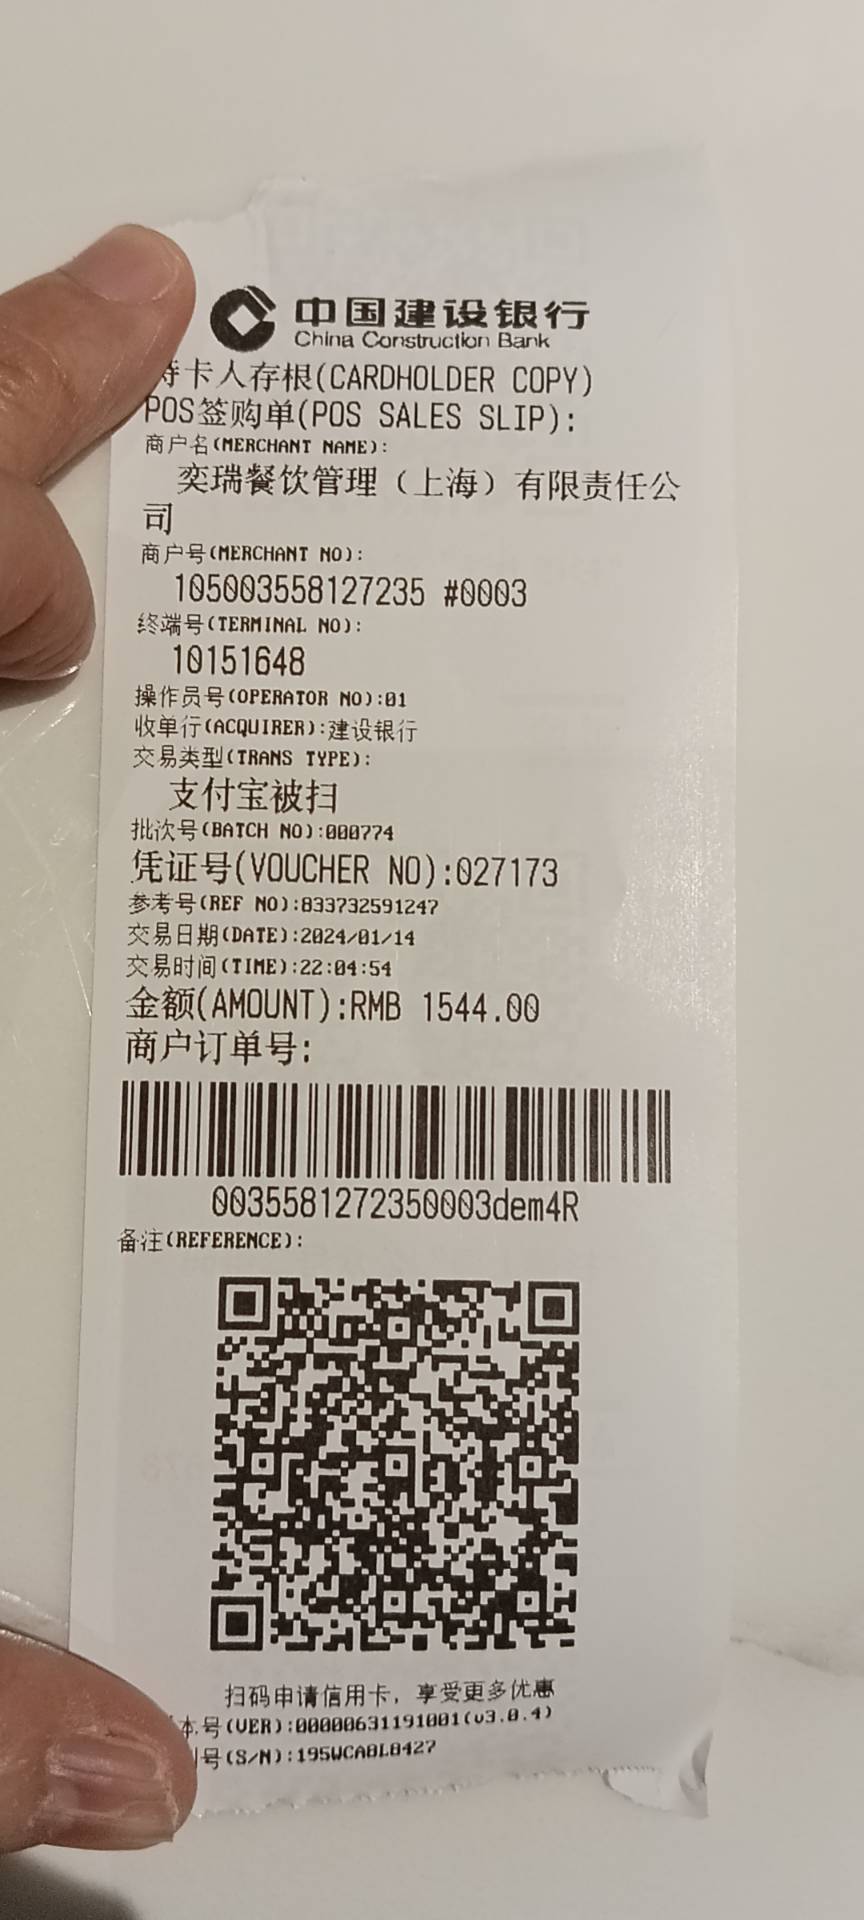 中国建设银行
China Construction Bank
持卡人存根(CARDHOLDER COPY)
POS签购单(POS SALES SLIP):
商户名(MERCHANT NAME):
奕瑞餐饮管理（上海）有限责任公
司
商户号(MERCHANT NO):
105003558127235 #0003
终端号(TERMINAL NO):
10151648
操作员号(OPERATOR NO):01
收单行(ACQUIRER):建设银行
交易类型(TRANS TYPE):
支付宝被扫
批次号(BATCH NO):000774
凭证号(VOUCHER NO):027173
参考号(REF NO):833732591247
交易日期(DATE):2024/01/14
交易时间(TIME):22:04:54
金额(AMOUNT):RMB 1544.00
商户订单号:
0035581272350003dem4R
备注(REFERENCE):
扫码申请信用卡，享受更多优惠
本号(VER):00000631191001(v3.0.4)
号(S/N):195WCA8L8427